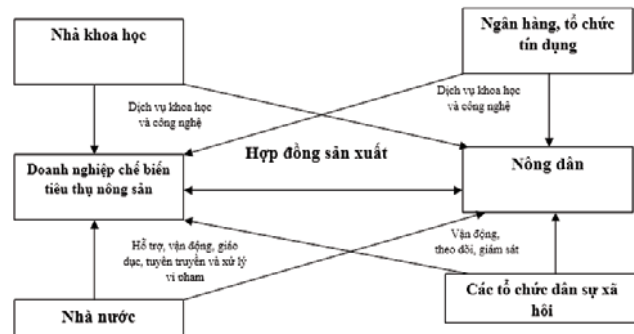 Nhà khoa học
Ngân hàng, tổ chức
tín dụng
Dịch vụ khoa học
và công nghệ
Dịch vụ khoa học
và công nghệ
Doanh nghiệp chế biến
tiêu thụ nông sản
Hợp đồng sản xuất
Nông dân
Hỗ trợ, vận động, giáo
dục, tuyên truyền và xử lý
vi phạm
Vận động,
theo dõi, giám sát
Nhà nước
Các tổ chức dân sự xã
hôi